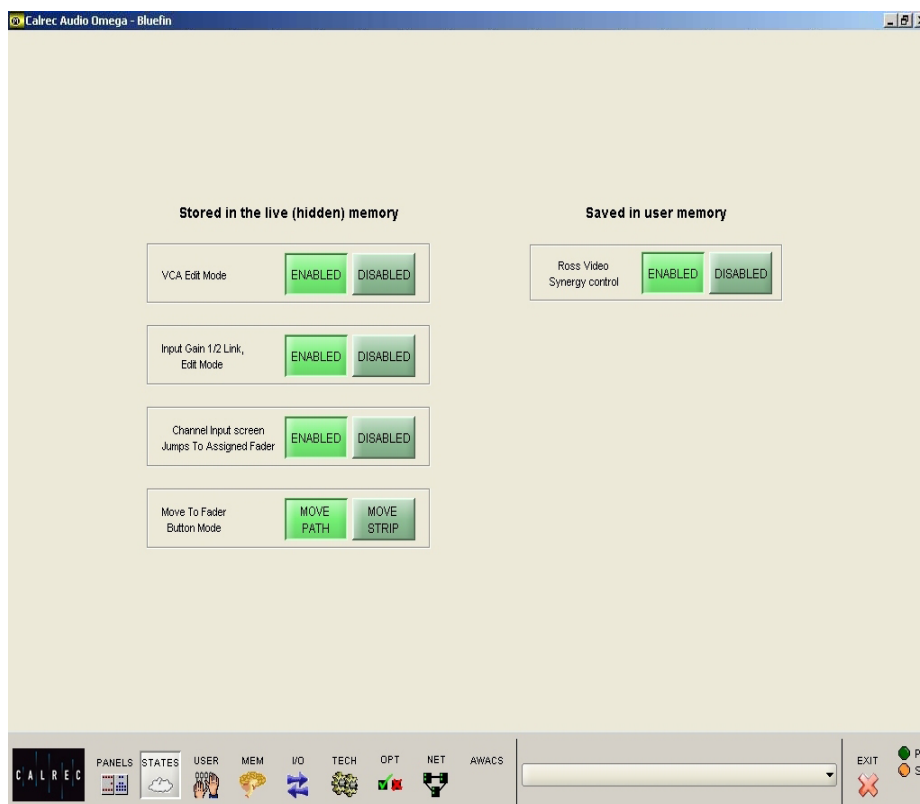 Calrec Audio Omega - Bluefin
Stored in the live (hidden) memory
VCA Edit Mode
ENABLED
DISABLED
Input Gain 1/2 Link,
Edit Mode
ENABLED
DISABLED
Channel Input screen
Jumps To Assigned Fader
ENABLED
DISABLED
Move To Fader
Button Mode
MOVE
PATH
MOVE
STRIP
Saved in user memory
Ross Video
Synergy control
ENABLED
DISABLED
CALREC
PANELS
STATES
USER
MEM
I/O
TECH
OPT
NET
AWACS
EXIT
P
S